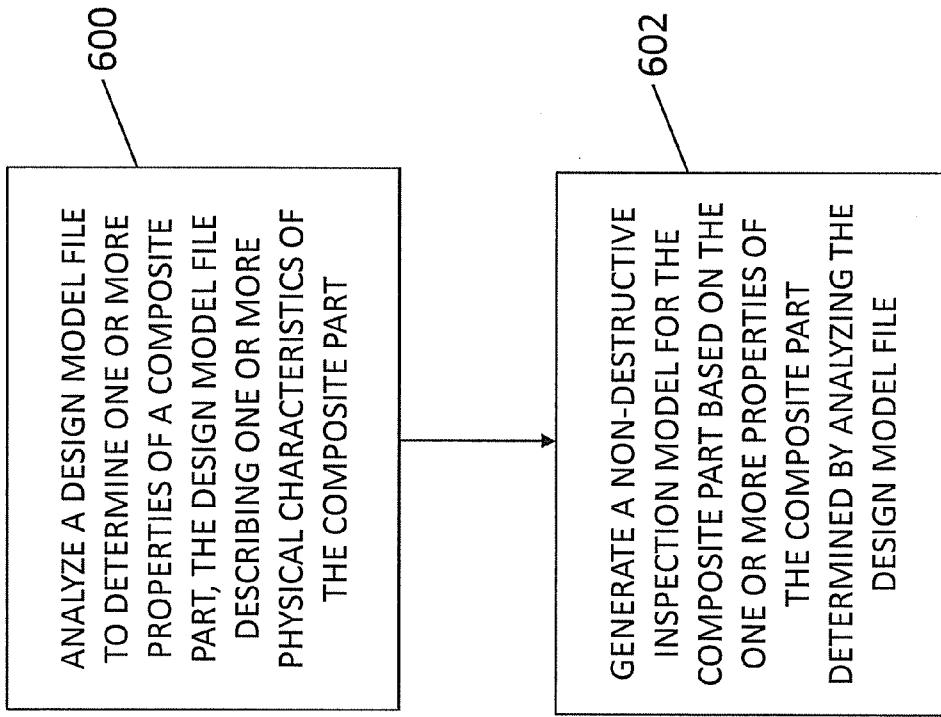 600
ANALYZE A DESIGN MODEL FILE
TO DETERMINE ONE OR MORE
PROPERTIES OF A COMPOSITE
PART, THE DESIGN MODEL FILE
DESCRIBING ONE OR MORE
PHYSICAL CHARACTERISTICS OF
THE COMPOSITE PART
602
GENERATE A NON-DESTRUCTIVE
INSPECTION MODEL FOR THE
COMPOSITE PART BASED ON THE
ONE OR MORE PROPERTIES OF
THE COMPOSITE PART
DETERMINED BY ANALYZING THE
DESIGN MODEL FILE